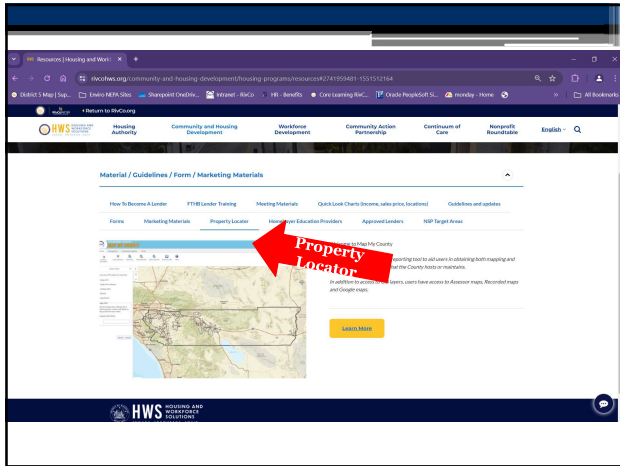 Resources | Housing and Work
rivcohws.org/community-and-housing-development/housing-programs/resources#2741959481-1551512164
District 5 Map | Sup...
Enviro NEPA Sites
Sharepoint OneDriv...
Intranet - RivCo
HR - Benefits
Core Learning RivC...
Oracle PeopleSoft Si...
monday - Home
All Bookmarks
Return to RivCo.org
HWS HOUSING AND WORKFORCE SOLUTIONS
Housing Authority
Community and Housing Development
Workforce Development
Community Action Partnership
Continuum of Care
Nonprofit Roundtable
English
Material / Guidelines / Form / Marketing Materials
How To Become A Lender
FTHB Lender Training
Meeting Materials
Quick Look Charts (income, sales price, locations)
Guidelines and updates
Forms
Marketing Materials
Property Locator
Homebuyer Education Providers
Approved Lenders
NSP Target Areas
Property
Locator
to Map My County
reporting tool to aid users in obtaining both mapping and
that the County hosts or maintains.
In addition to access to layers, users have access to Assessor maps, Recorded maps
and Google maps.
Learn More
HWS HOUSING AND
WORKFORCE
SOLUTIONS